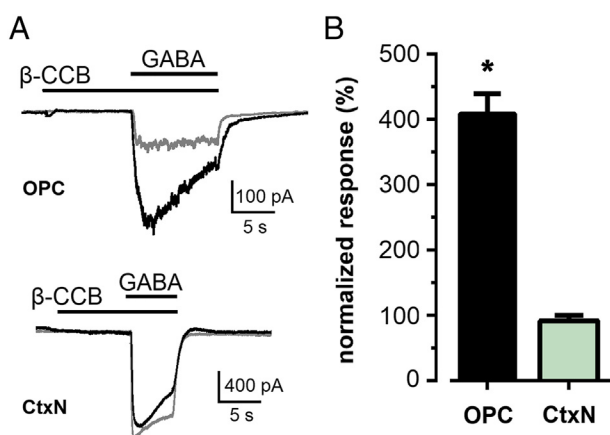 A
GABA
β-CCB
OPC
100 pA
5 s
GABA
β-CCB
CtxN
400 pA
5 s
B
normalized response (%)
500
400
300
200
100
0
*
OPC
CtxN